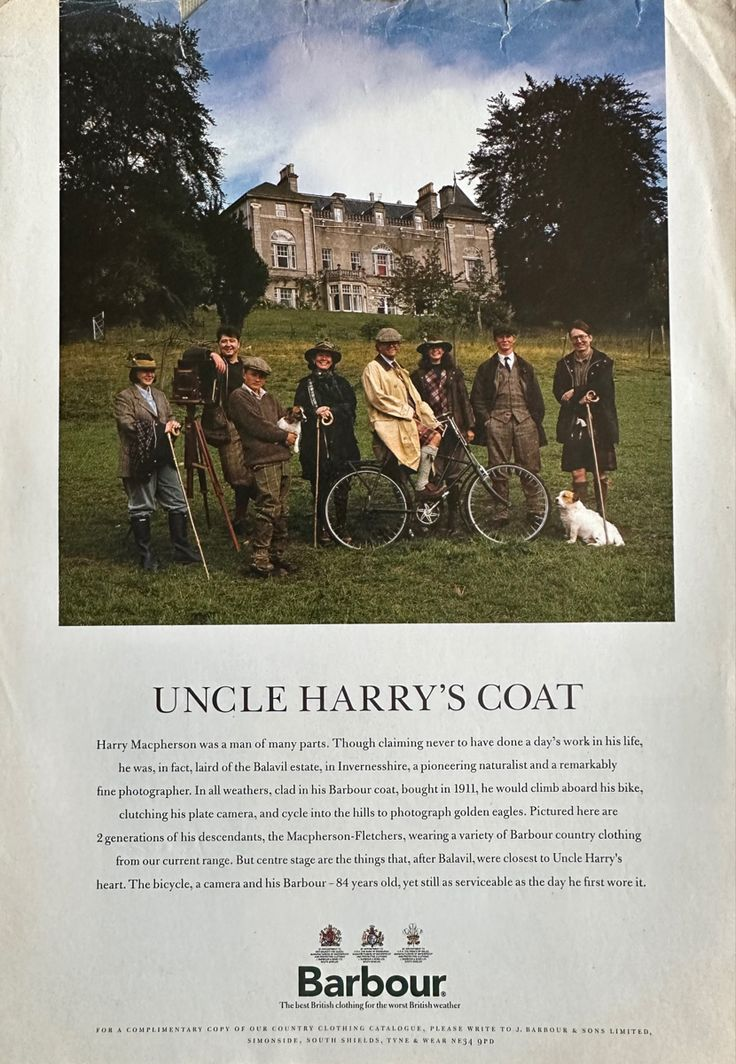 UNCLE HARRY'S COAT
Harry Macpherson was a man of many parts. Though claiming never to have done a day's work in his life,
he was, in fact, laird of the Balavil estate, in Invernesshire, a pioneering naturalist and a remarkably
fine photographer. In all weathers, clad in his Barbour coat, bought in 1911, he would climb aboard his bike,
clutching his plate camera, and cycle into the hills to photograph golden eagles. Pictured here are
2 generations of his descendants, the Macpherson-Fletchers, wearing a variety of Barbour country clothing
from our current range. But centre stage are the things that, after Balavil, were closest to Uncle Harry's
heart. The bicycle, a camera and his Barbour – 84 years old, yet still as serviceable as the day he first wore it.
Barbour®
The best British clothing for the worst British weather
FOR A COMPLIMENTARY COPY OF OUR COUNTRY CLOTHING CATALOGUE, PLEASE WRITE TO J. BARBOUR & SONS LIMITED,
SIMONSIDE, SOUTH SHIELDS, TYNE & WEAR NE34 9PD